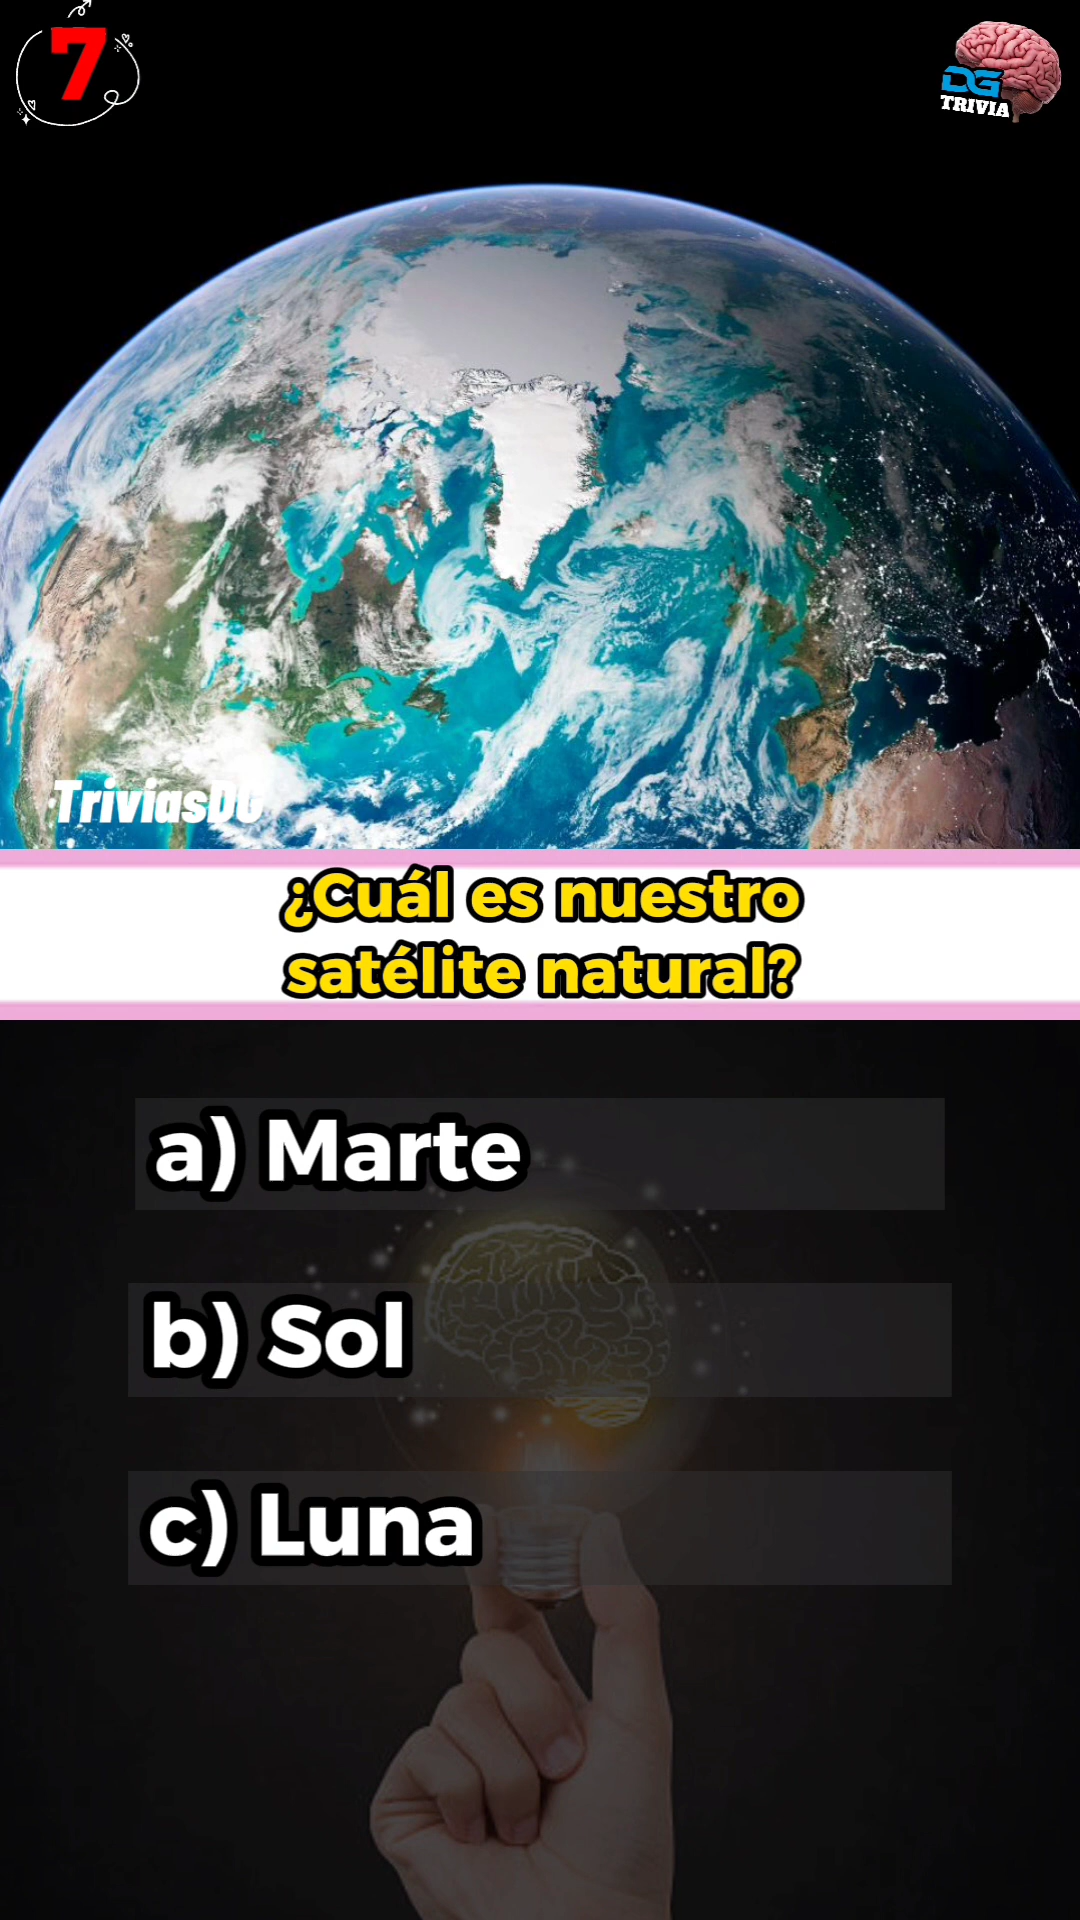 7
DG
TRIVIA
TriviasDG
¿Cuál es nuestro
satélite natural?
a) Marte
b) Sol
c) Luna